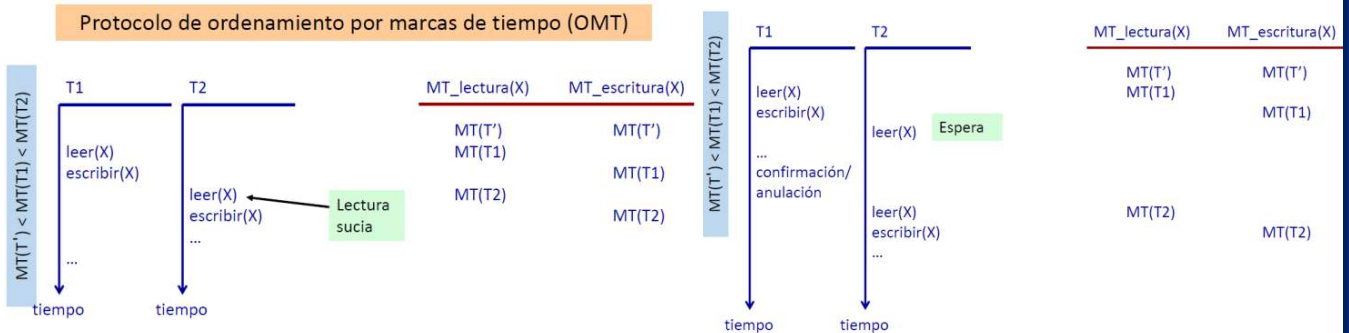 Protocolo de ordenamiento por marcas de tiempo (OMT)
MT(T') < MT(T1) < MT(T2)
T1 T2 MT_lectura(X) MT_escritura(X)
MT(T') MT(T')
leer(X) MT(T1)
escribir(X) MT(T1)
leer(X) MT(T2)
Lectura
sucia
escribir(X) MT(T2)
...
...
tiempo tiempo
MT(T') < MT(T1) < MT(T2)
T1 T2 MT_lectura(X) MT_escritura(X)
MT(T') MT(T')
leer(X) MT(T1)
escribir(X) MT(T1)
leer(X) Espera
...
confirmación/
anulación
leer(X) MT(T2)
escribir(X) MT(T2)
...
tiempo tiempo